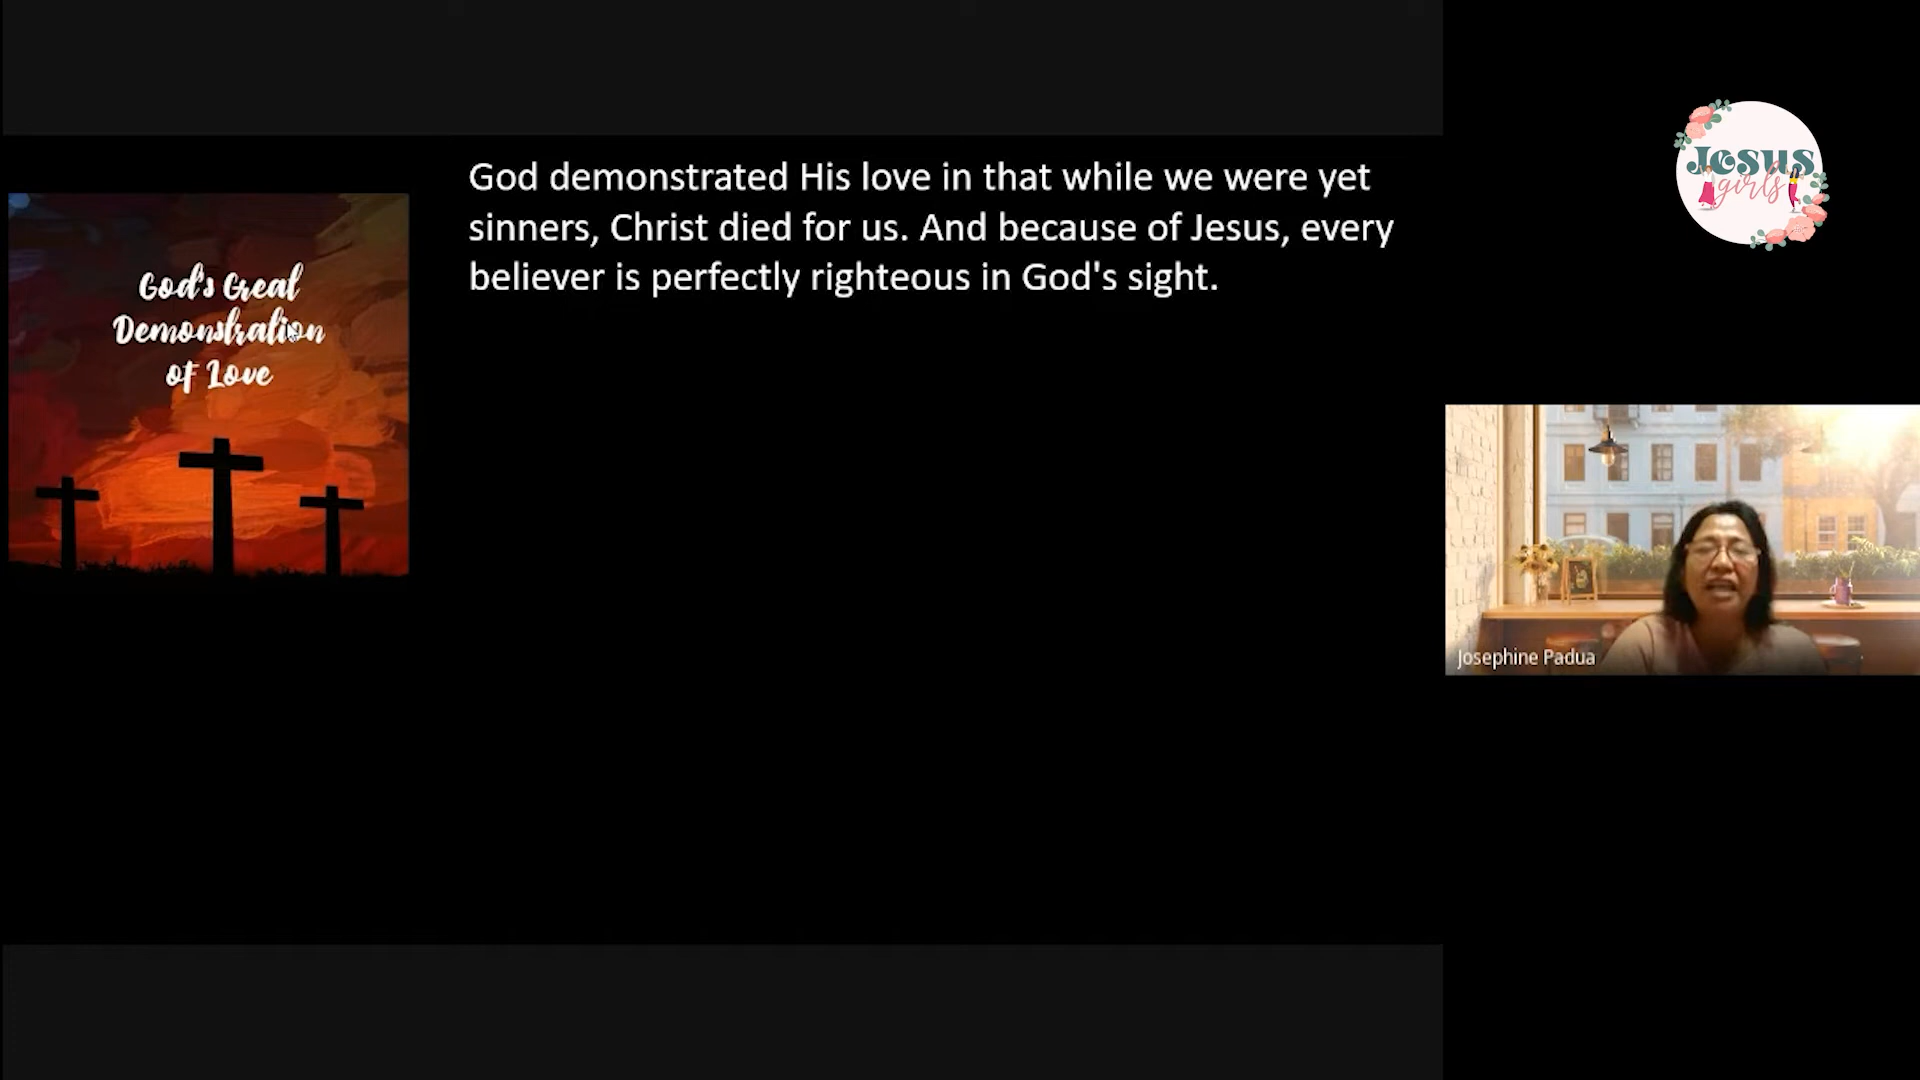 God demonstrated His love in that while we were yet
sinners, Christ died for us. And because of Jesus, every
believer is perfectly righteous in God's sight.
God's Great
Demonstration
of Love
Jesus
girls
Josephine Padua